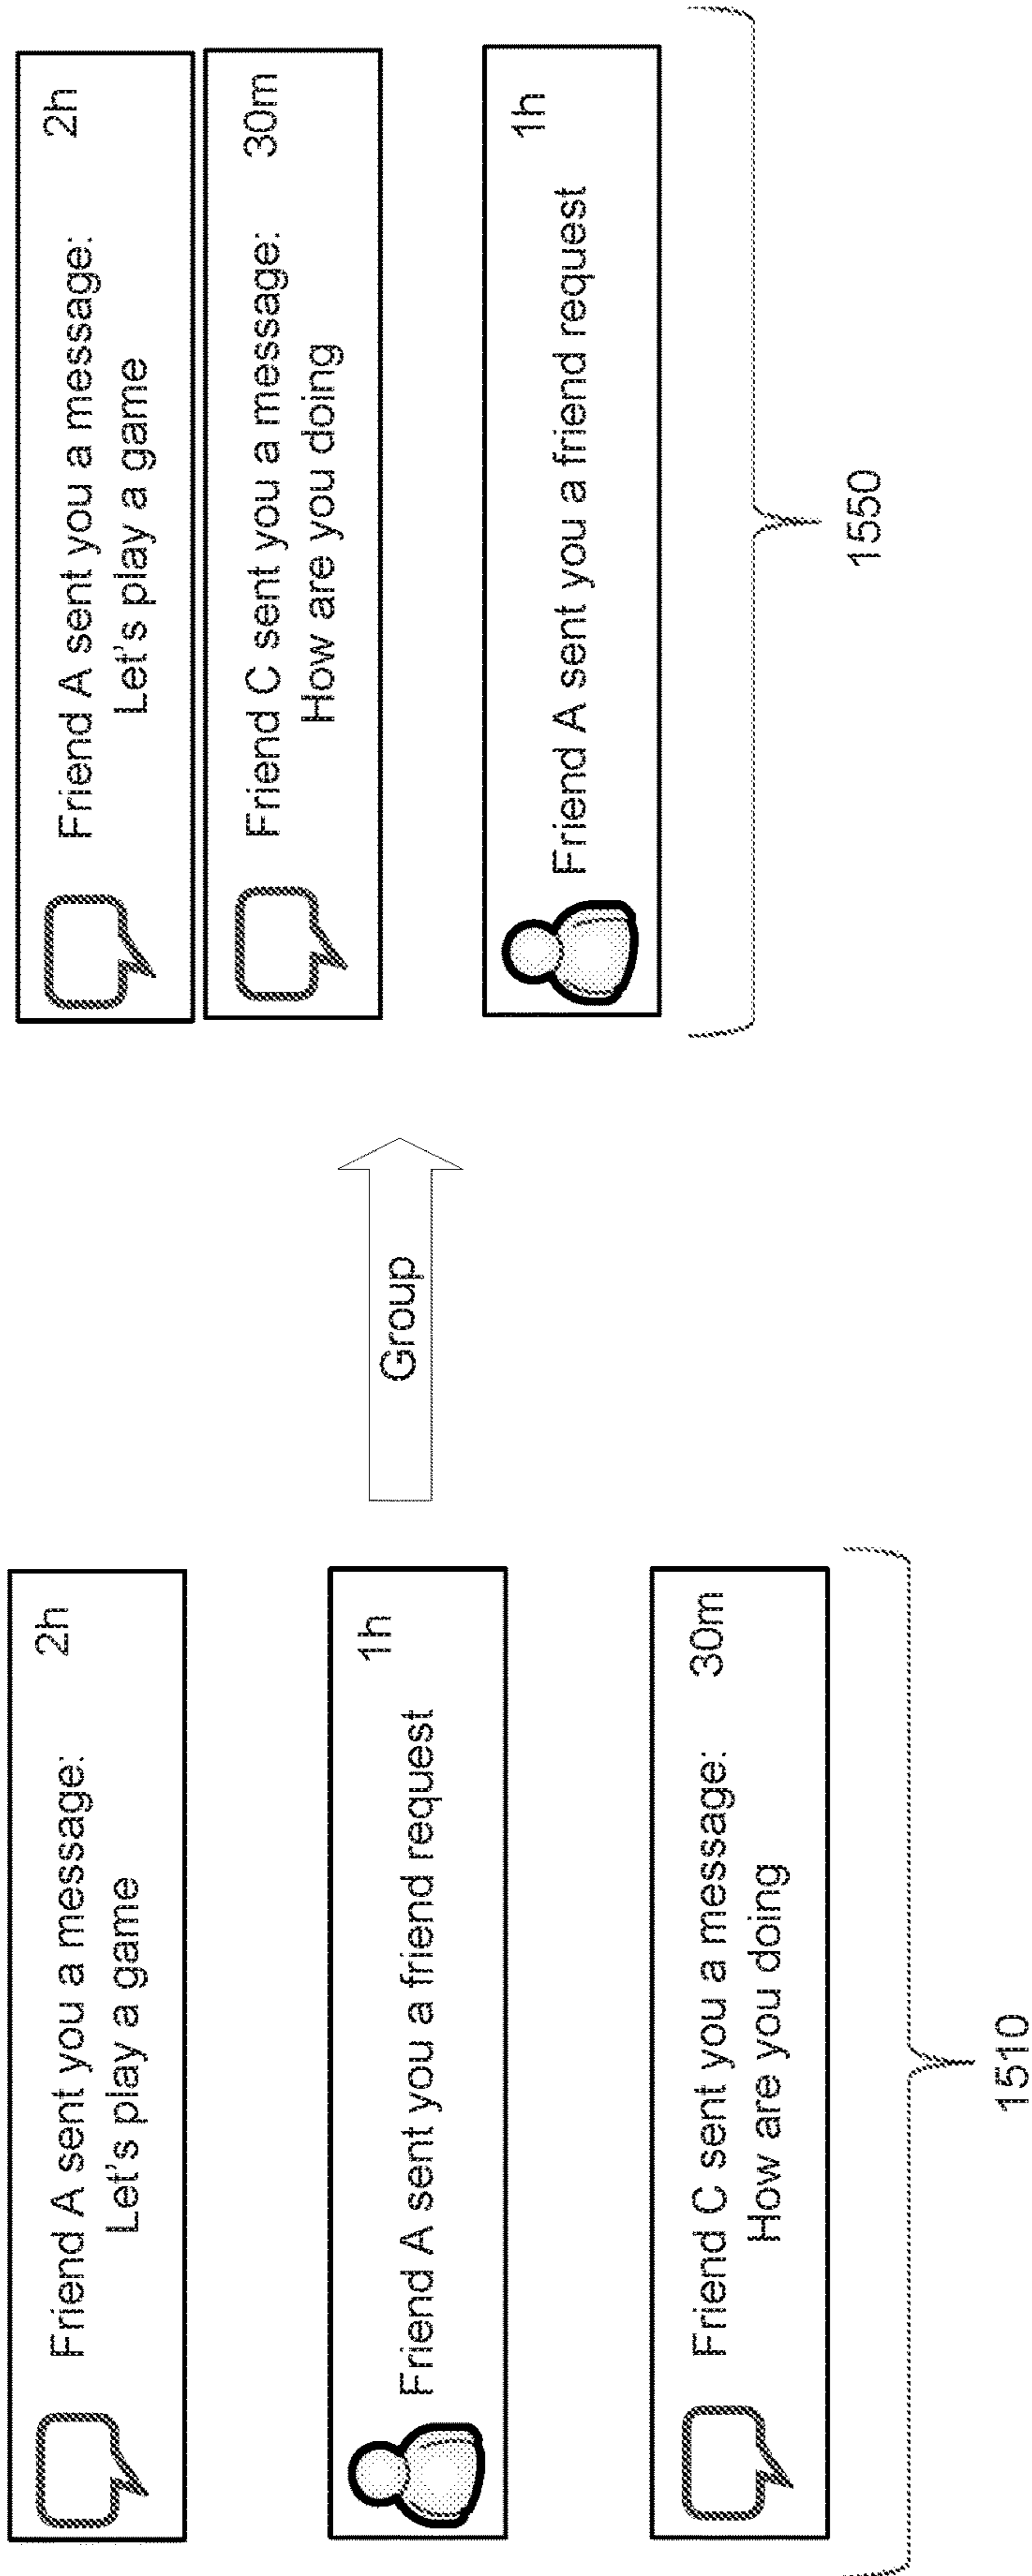 Friend A sent you a message: 2h
Let's play a game
Friend A sent you a friend request 1h
Friend C sent you a message: 30m
How are you doing
1510
Group
Friend A sent you a message: 2h
Let's play a game
Friend C sent you a message: 30m
How are you doing
Friend A sent you a friend request 1h
1550